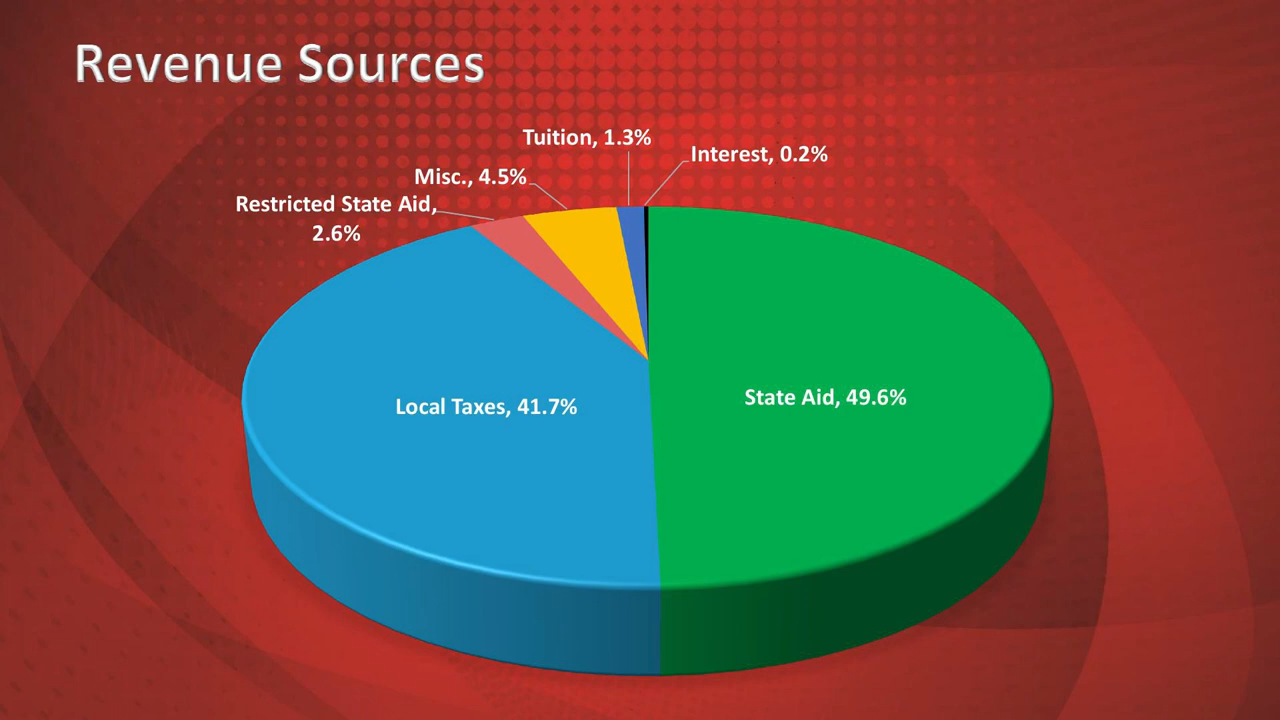 Revenue Sources
Tuition, 1.3%
Interest, 0.2%
Misc., 4.5%
Restricted State Aid,
2.6%
Local Taxes, 41.7%
State Aid, 49.6%